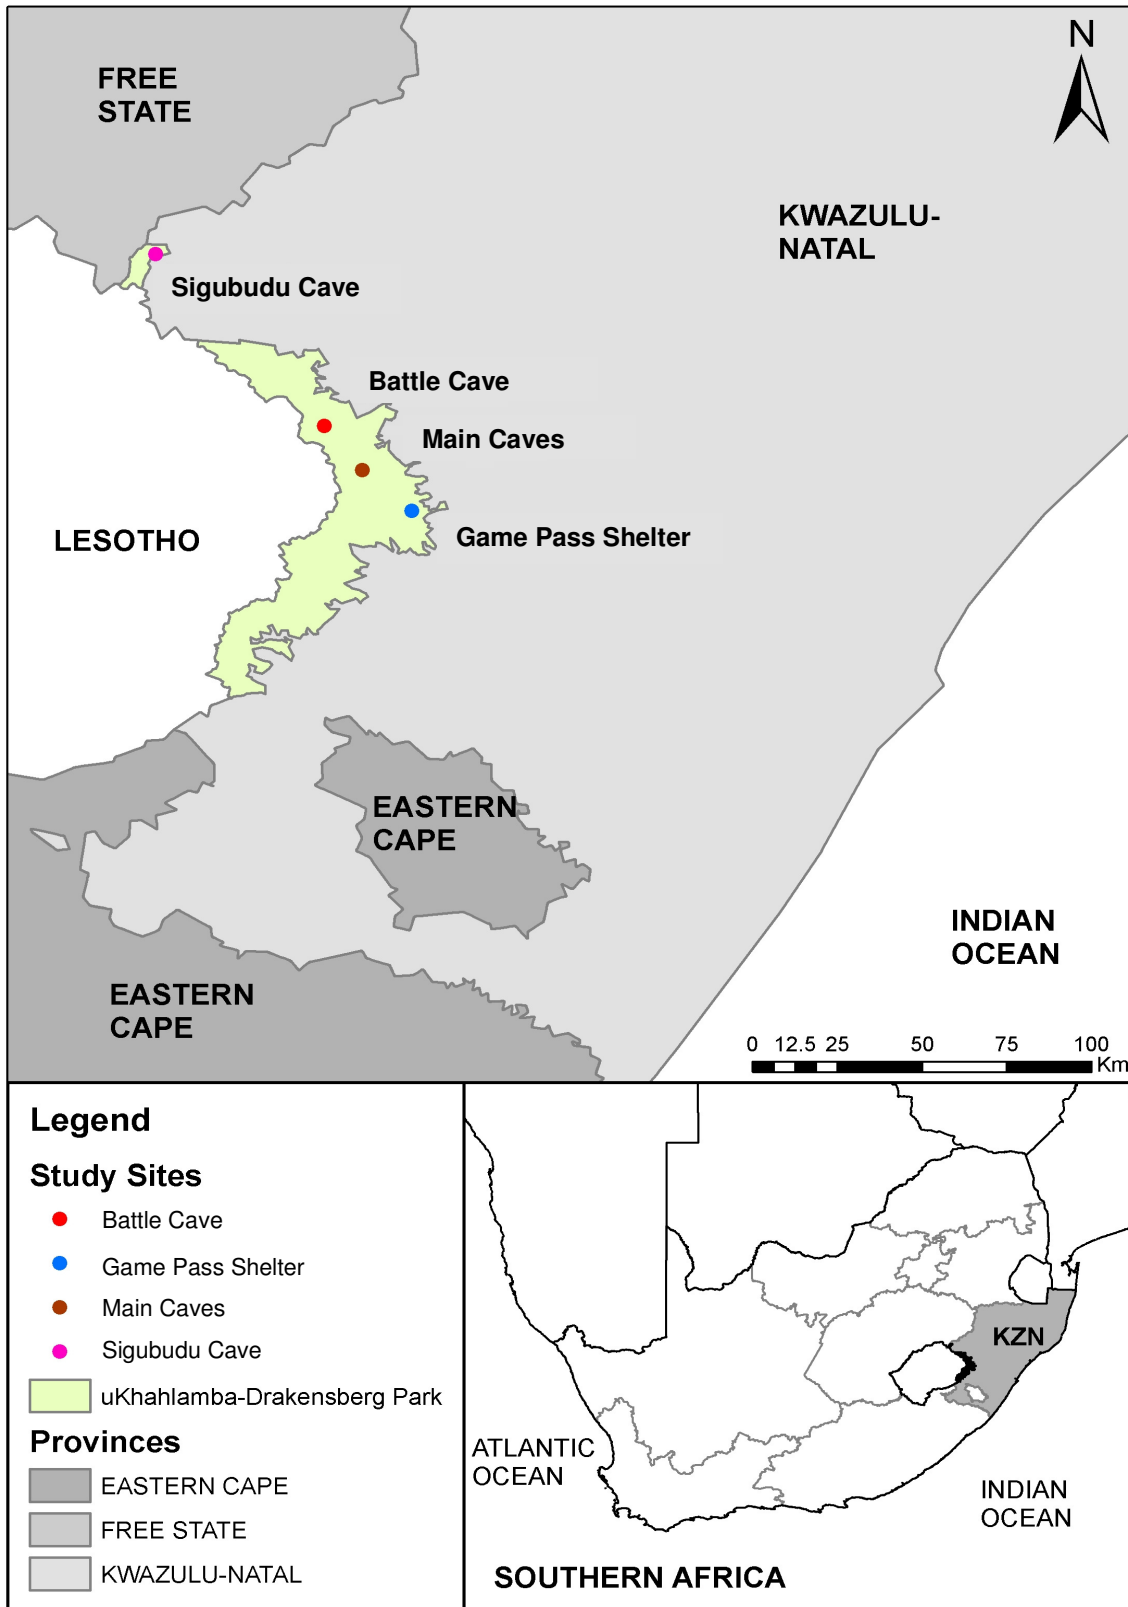 N
FREE
STATE
KWAZULU-
NATAL
Sigubudu Cave
Battle Cave
Main Caves
Game Pass Shelter
LESOTHO
EASTERN
CAPE
INDIAN
OCEAN
EASTERN
CAPE
0 12.5 25 50 75 100
Km
Legend
Study Sites
Battle Cave
Game Pass Shelter
Main Caves
Sigubudu Cave
uKhahlamba-Drakensberg Park
Provinces
EASTERN CAPE
FREE STATE
KWAZULU-NATAL
KZN
ATLANTIC
OCEAN
INDIAN
OCEAN
SOUTHERN AFRICA